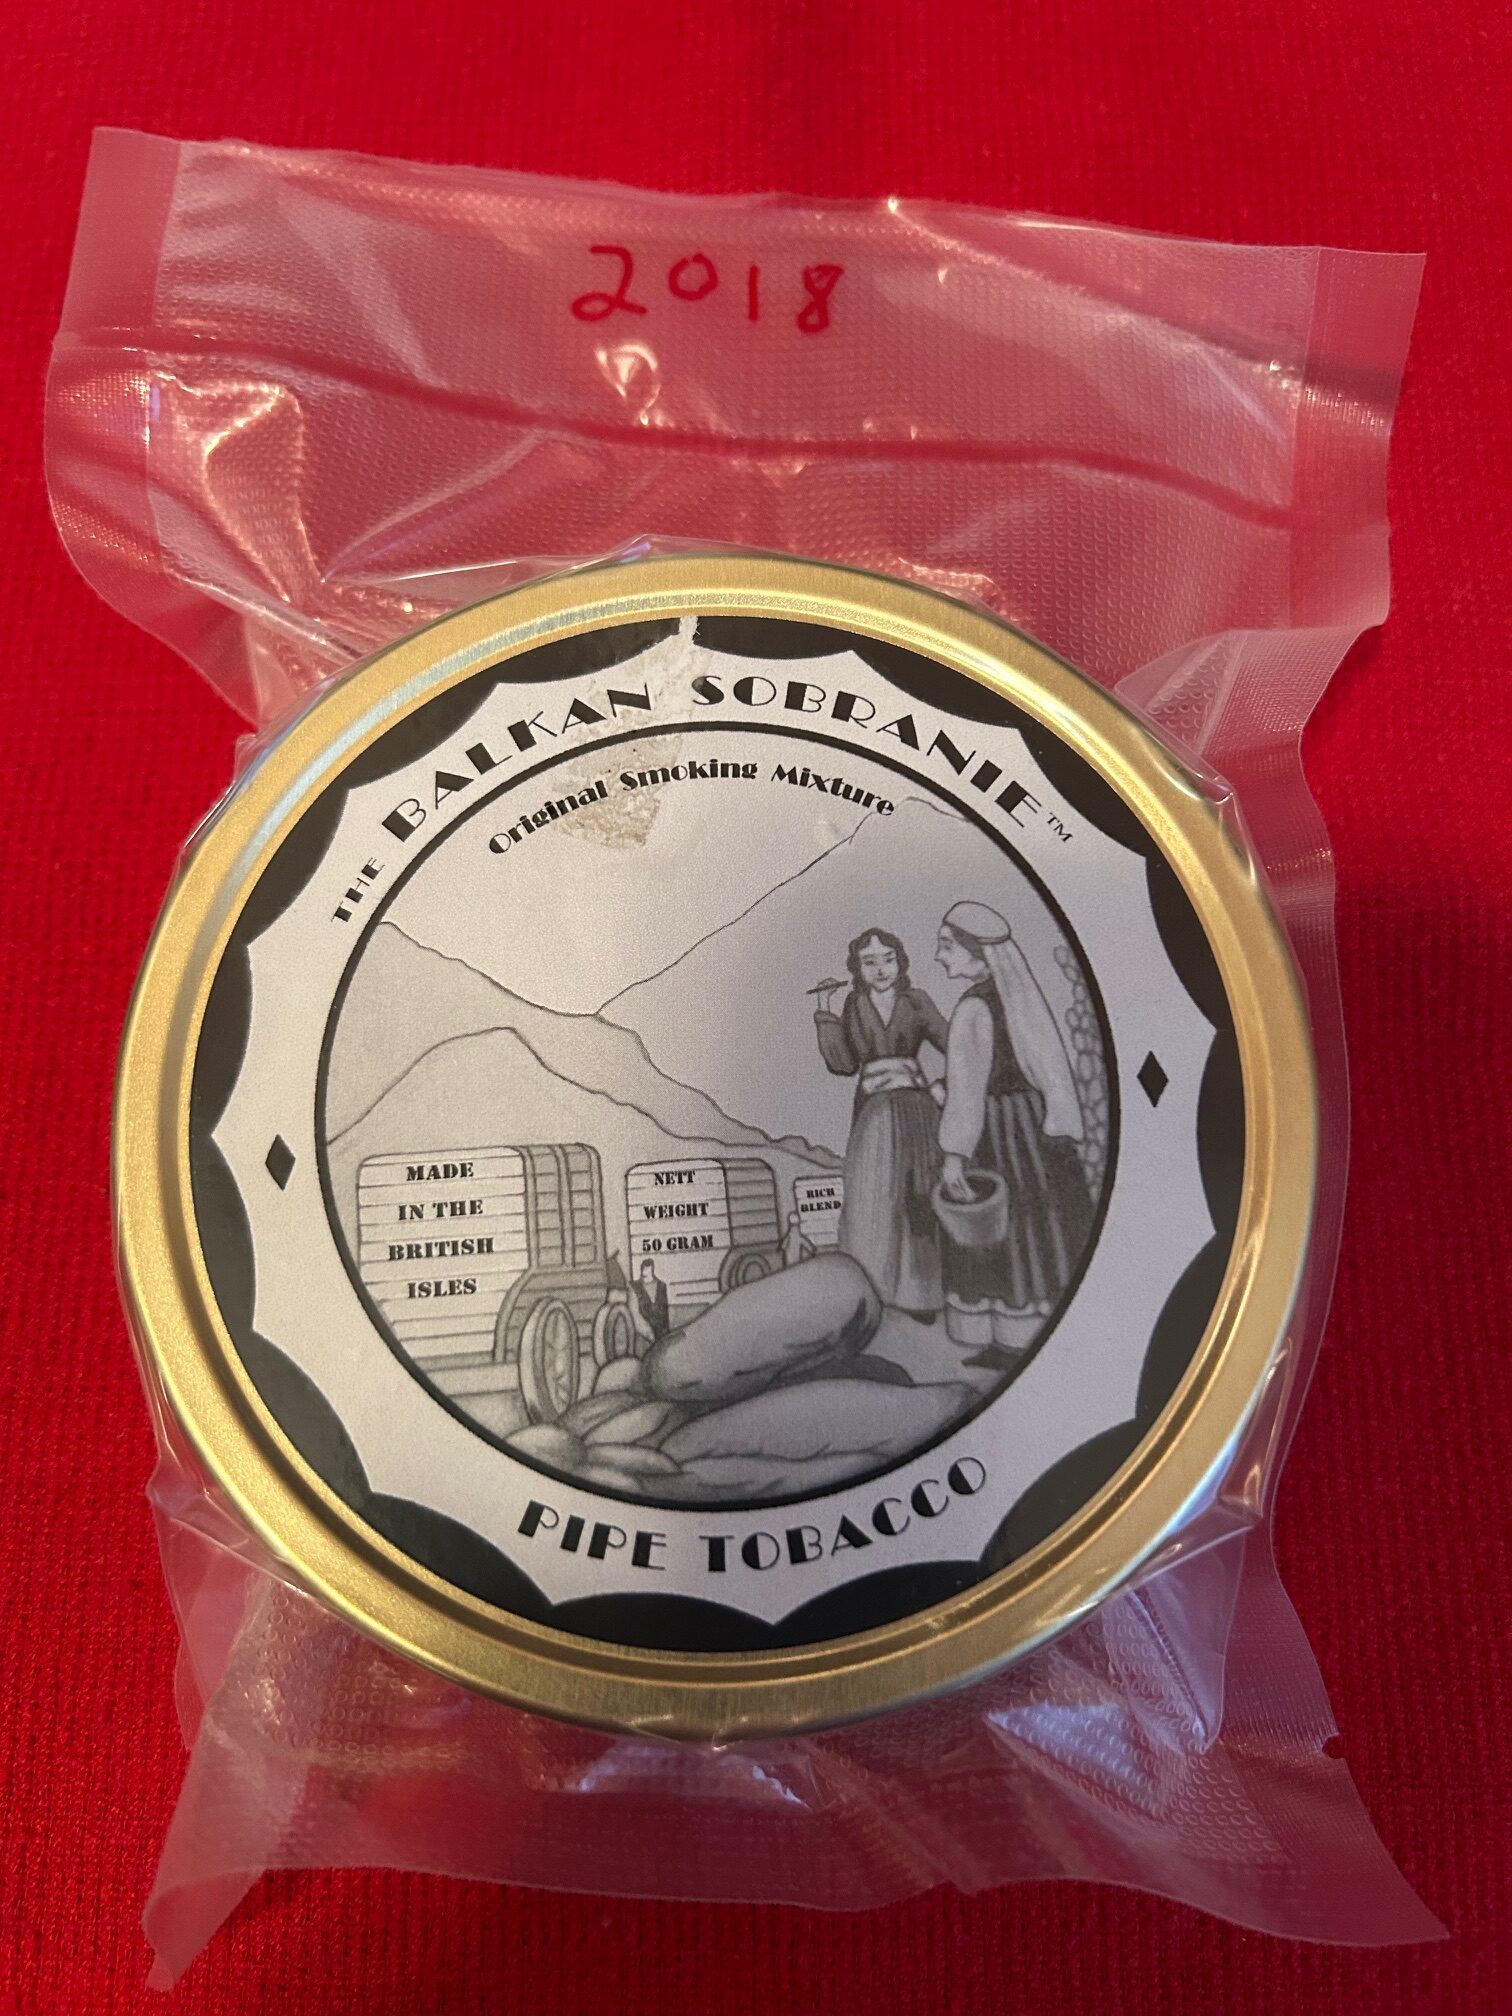 2018
THE BALKAN SOBRANIE™
Original Smoking Mixture
MADE
IN THE
BRITISH
ISLES
NETT
WEIGHT
50 GRAM
RICH
BLEND
PIPE TOBACCO